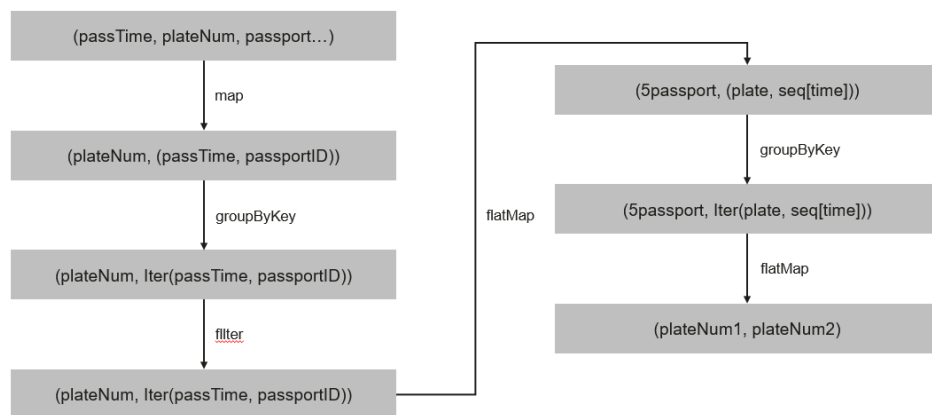 (passTime, plateNum, passport…)
map
(plateNum, (passTime, passportID))
groupByKey
(plateNum, Iter(passTime, passportID))
fIlter
(plateNum, Iter(passTime, passportID))
flatMap
(5passport, (plate, seq[time]))
groupByKey
(5passport, Iter(plate, seq[time]))
flatMap
(plateNum1, plateNum2)